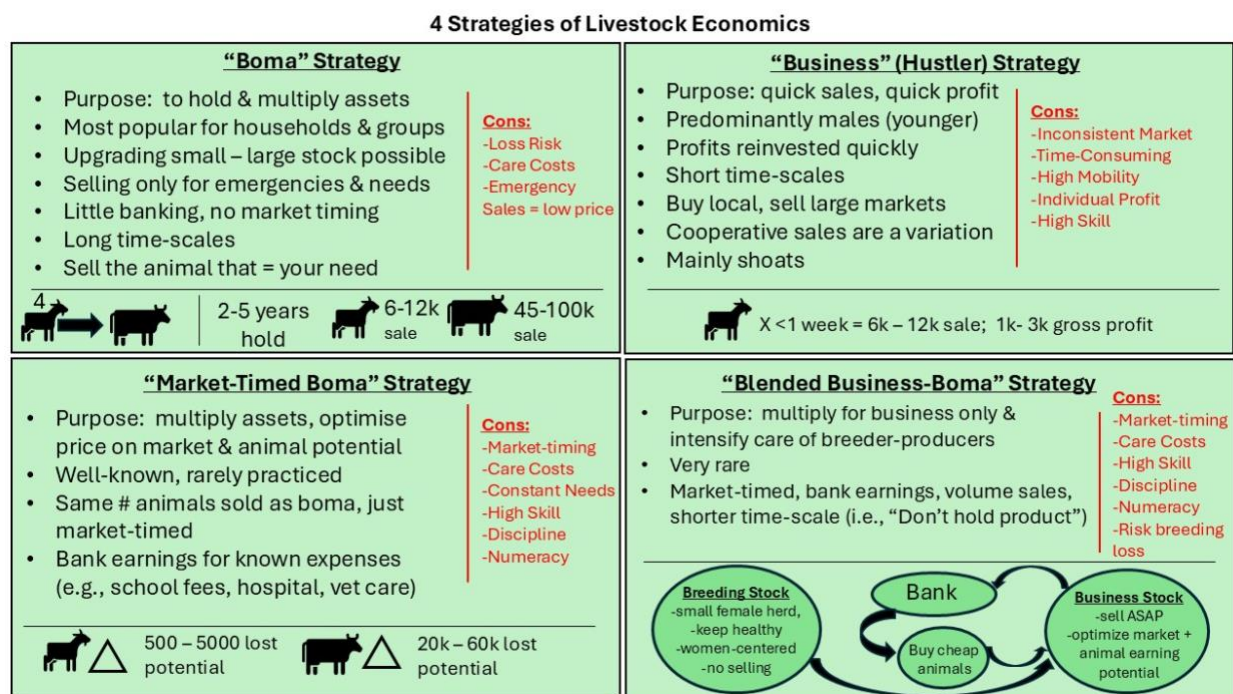 4 Strategies of Livestock Economics
“Boma” Strategy
• Purpose: to hold & multiply assets
• Most popular for households & groups
• Upgrading small – large stock possible
• Selling only for emergencies & needs
• Little banking, no market timing
• Long time-scales
• Sell the animal that = your need
Cons:
-Loss Risk
-Care Costs
-Emergency
Sales = low price
4
2-5 years
hold
6-12k
sale
45-100k
sale
“Business” (Hustler) Strategy
• Purpose: quick sales, quick profit
• Predominantly males (younger)
• Profits reinvested quickly
• Short time-scales
• Buy local, sell large markets
• Cooperative sales are a variation
• Mainly shoats
Cons:
-Inconsistent Market
-Time-Consuming
-High Mobility
-Individual Profit
-High Skill
X <1 week = 6k – 12k sale; 1k- 3k gross profit
“Market-Timed Boma” Strategy
• Purpose: multiply assets, optimise
price on market & animal potential
• Well-known, rarely practiced
• Same # animals sold as boma, just
market-timed
• Bank earnings for known expenses
(e.g., school fees, hospital, vet care)
Cons:
-Market-timing
-Care Costs
-Constant Needs
-High Skill
-Discipline
-Numeracy
500 – 5000 lost
potential
20k – 60k lost
potential
“Blended Business-Boma” Strategy
• Purpose: multiply for business only &
intensify care of breeder-producers
• Very rare
• Market-timed, bank earnings, volume sales,
shorter time-scale (i.e., “Don’t hold product”)
Cons:
-Market-timing
-Care Costs
-High Skill
-Discipline
-Numeracy
-Risk breeding
loss
Breeding Stock
-small female herd,
-keep healthy
-women-centered
-no selling
Bank
Buy cheap
animals
Business Stock
-sell ASAP
-optimize market +
animal earning
potential